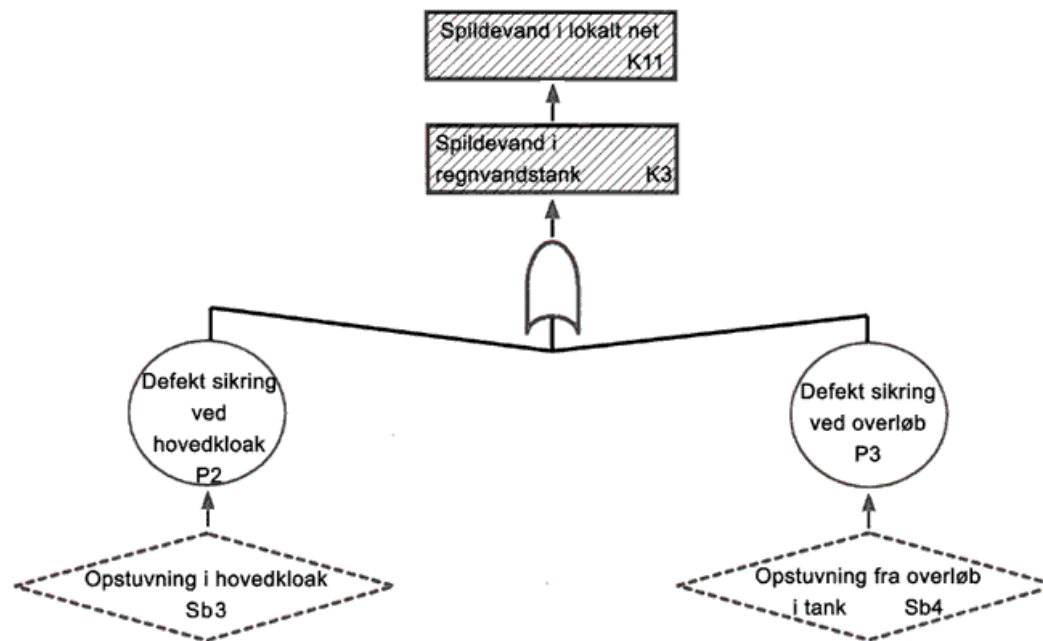 Spildevand i lokalt net
K11
Spildevand i
regnvandstank K3
Defekt sikring
ved
hovedkloak
P2
Defekt sikring
ved overløb
P3
Opstuvning i hovedkloak
Sb3
Opstuvning fra overløb
i tank Sb4